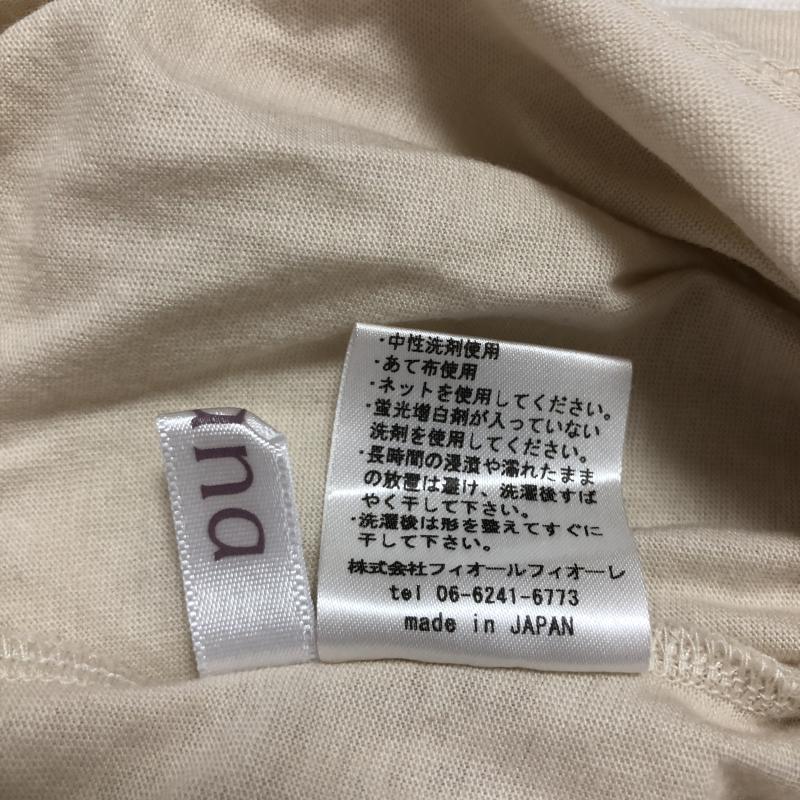 ・中性洗剤使用
・あて布使用
・ネットを使用してください。
・蛍光増白剤が入っていない
洗剤を使用してください。
・長時間の浸漬や濡れたまま
の放置は避け、洗濯後すば
やく干して下さい。
・洗濯後は形を整えてすぐに
干して下さい。
株式会社フィオールフィオーレ
tel 06-6241-6773
made in JAPAN
na